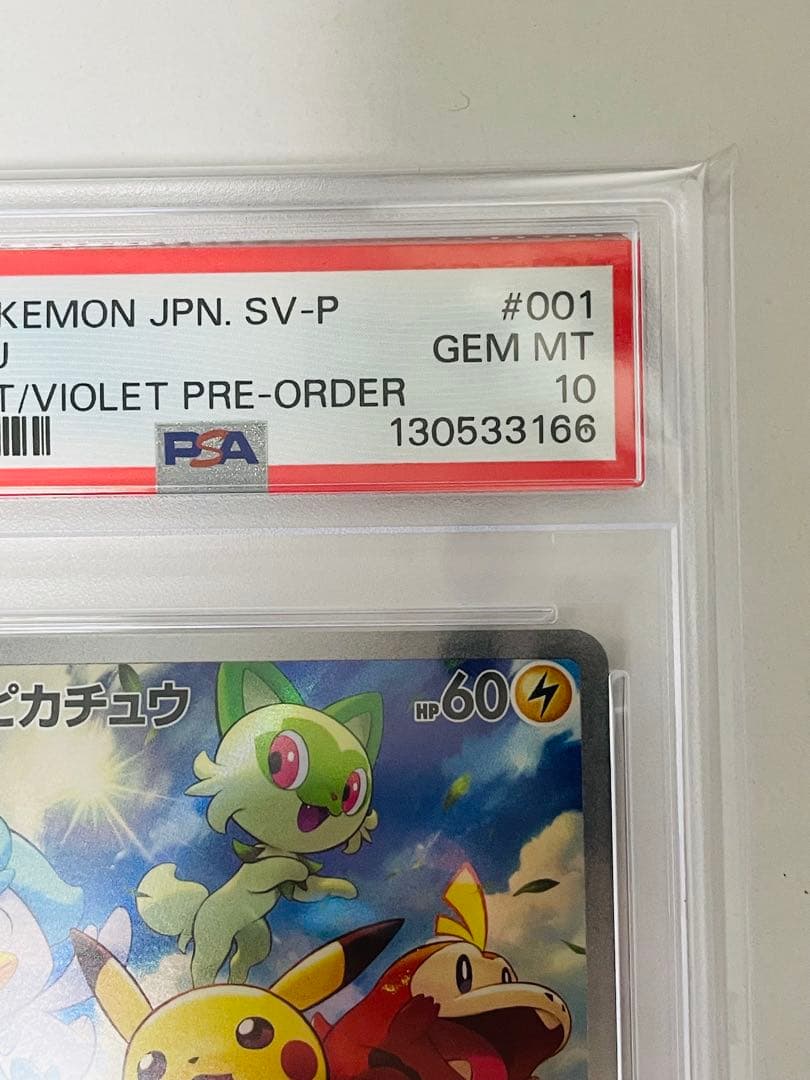 KEMON JPN. SV-P #001
U GEM MT
T/VIOLET PRE-ORDER 10
PSA 130533166
ピカチュウ HP60